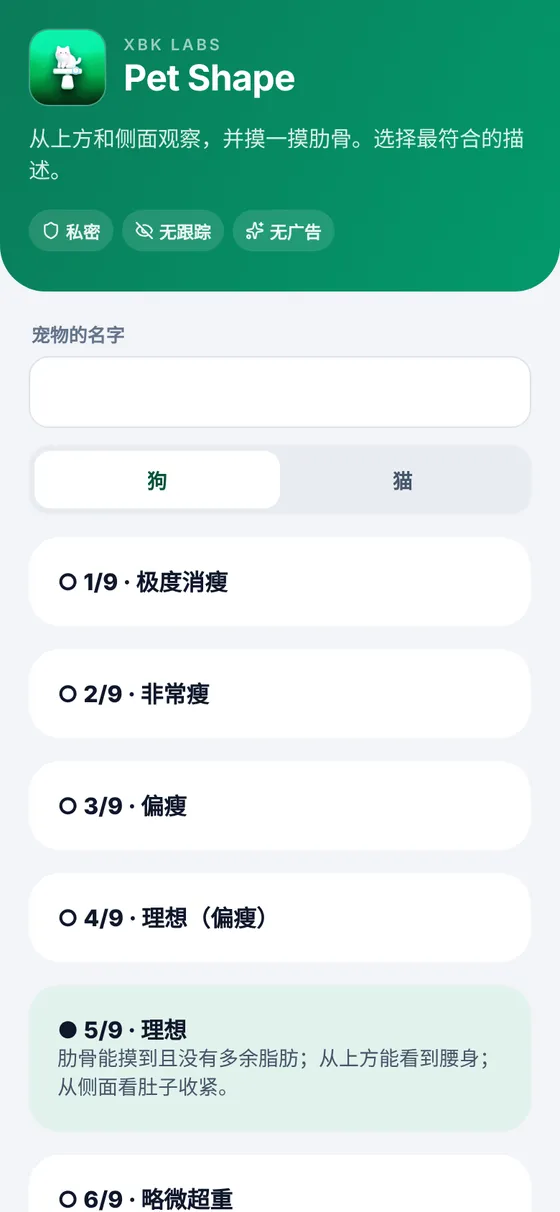 XBK LABS
Pet Shape
从上方和侧面观察，并摸一摸肋骨。选择最符合的描
述。
私密
无跟踪
无广告
宠物的名字
狗
猫
1/9 · 极度消瘦
2/9 · 非常瘦
3/9 · 偏瘦
4/9 · 理想（偏瘦）
5/9 · 理想
肋骨能摸到且没有多余脂肪；从上方能看到腰身；
从侧面看肚子收紧。
6/9 · 略微超重